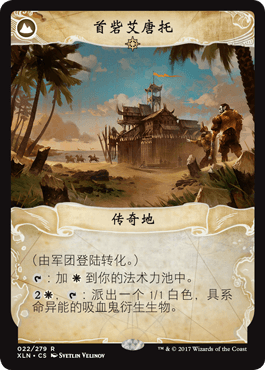 首砦艾唐托
传奇地
（由军团登陆转化。）
：加 到你的法术力池中。
2 ， ：派出一个 1/1 白色，具系
命异能的吸血鬼衍生生物。
022/279 R
XLN • CS SVETLIN VELINOV
™ & © 2017 Wizards of the Coast